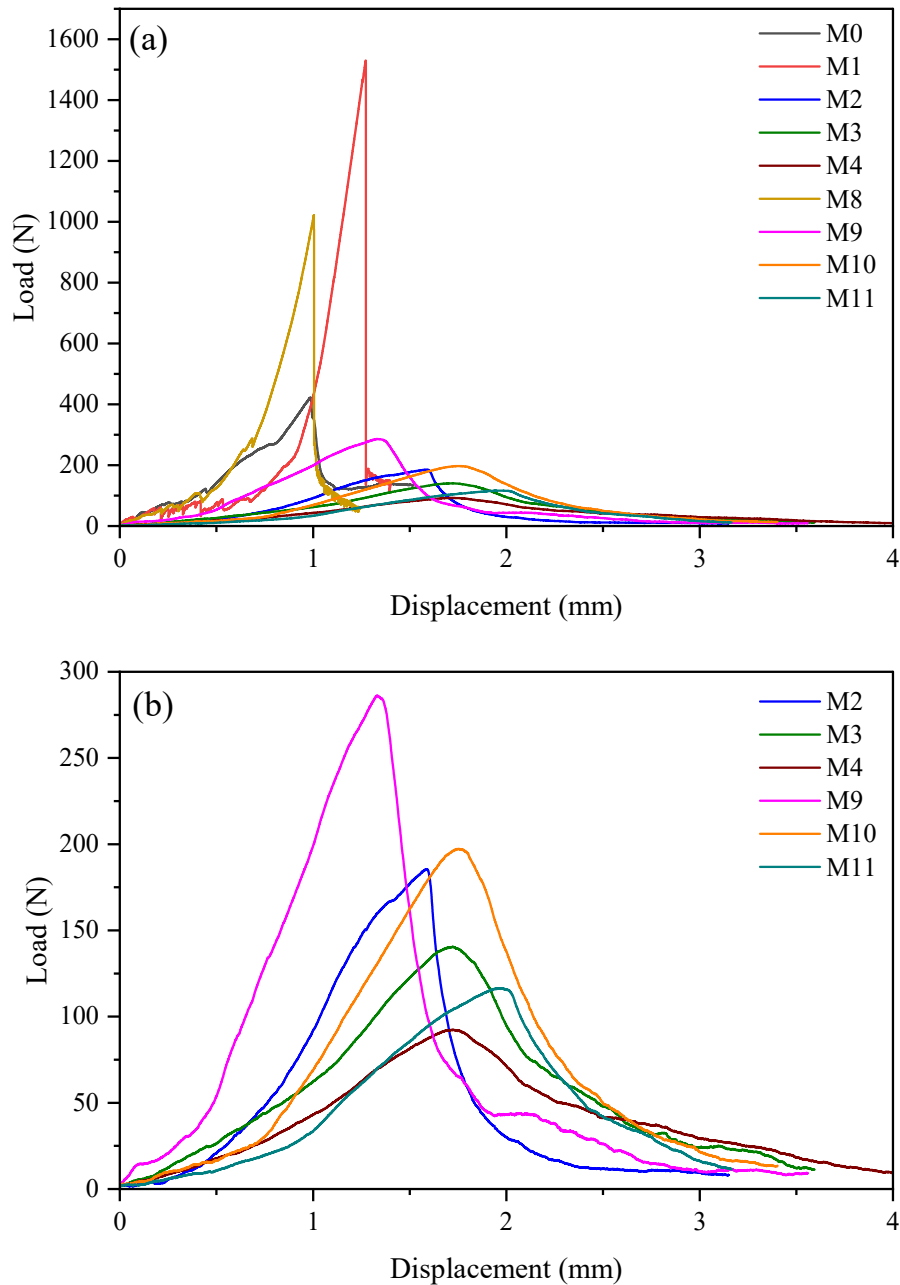 (a)
1600
1400
1200
1000
800
600
400
200
0
Load (N)
M0
M1
M2
M3
M4
M8
M9
M10
M11
0 1 2 3 4
Displacement (mm)
(b)
300
250
200
150
100
50
0
Load (N)
M2
M3
M4
M9
M10
M11
0 1 2 3 4
Displacement (mm)